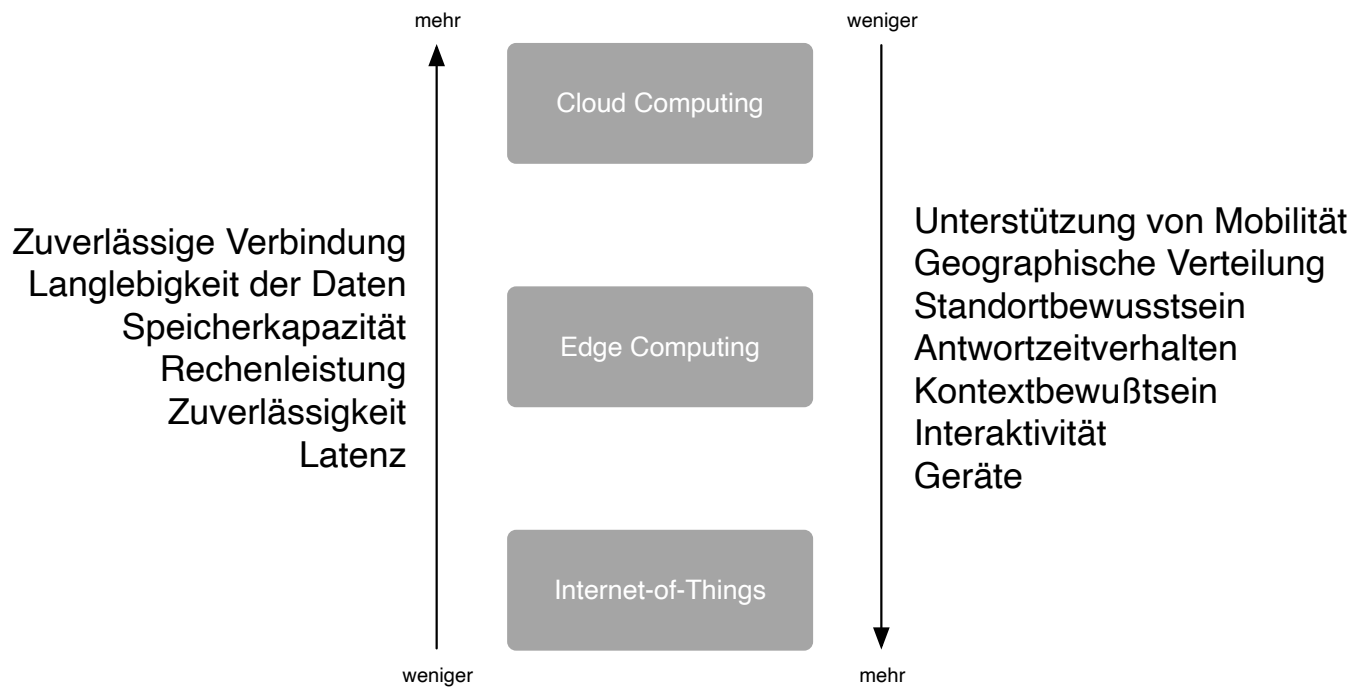 mehr
weniger
Cloud Computing
Zuverlässige Verbindung
Langlebigkeit der Daten
Speicherkapazität
Rechenleistung
Zuverlässigkeit
Latenz
Edge Computing
Unterstützung von Mobilität
Geographische Verteilung
Standortbewusstsein
Antwortzeitverhalten
Kontextbewußtsein
Interaktivität
Geräte
Internet-of-Things
weniger
mehr